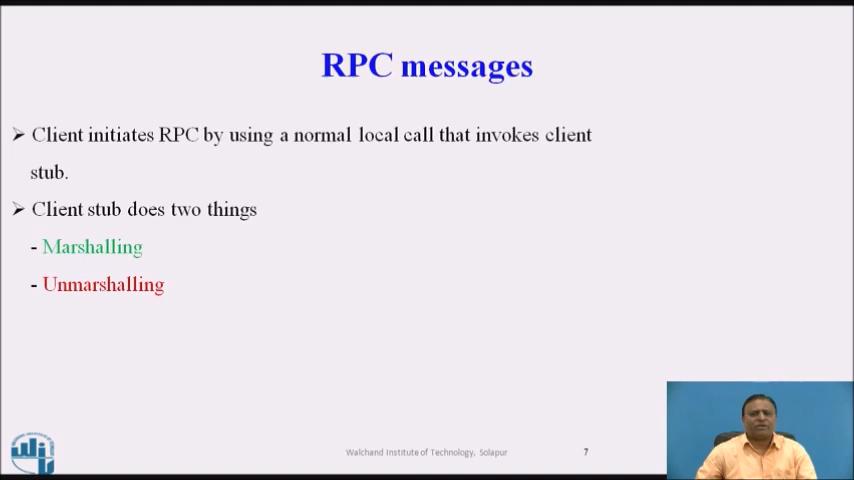 RPC messages
➢ Client initiates RPC by using a normal local call that invokes client
stub.
➢ Client stub does two things
- Marshalling
- Unmarshalling
Walchand Institute of Technology, Solapur 7